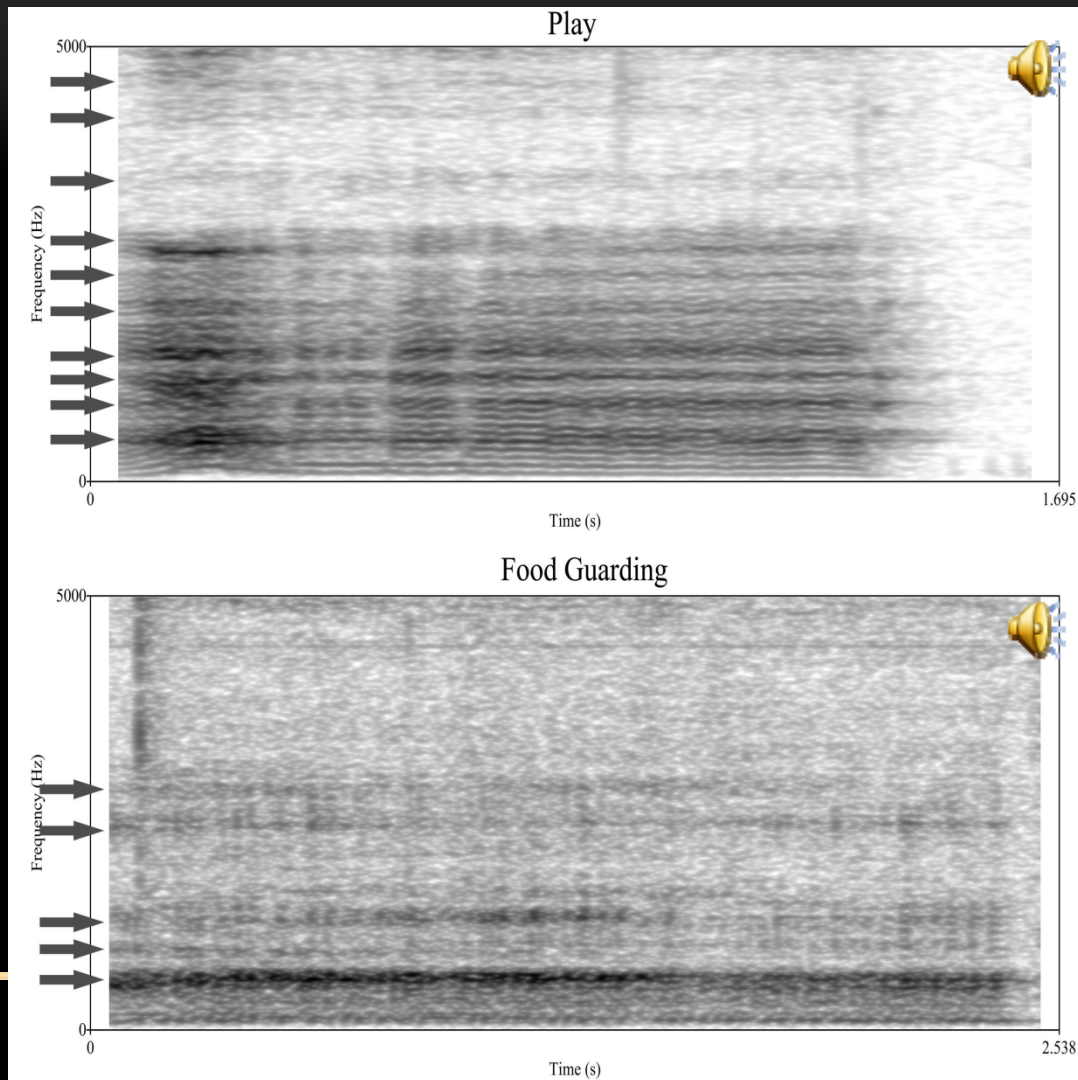 Play
5000
Frequency (Hz)
0
0
1.695
Time (s)
Food Guarding
5000
Frequency (Hz)
0
0
2.538
Time (s)